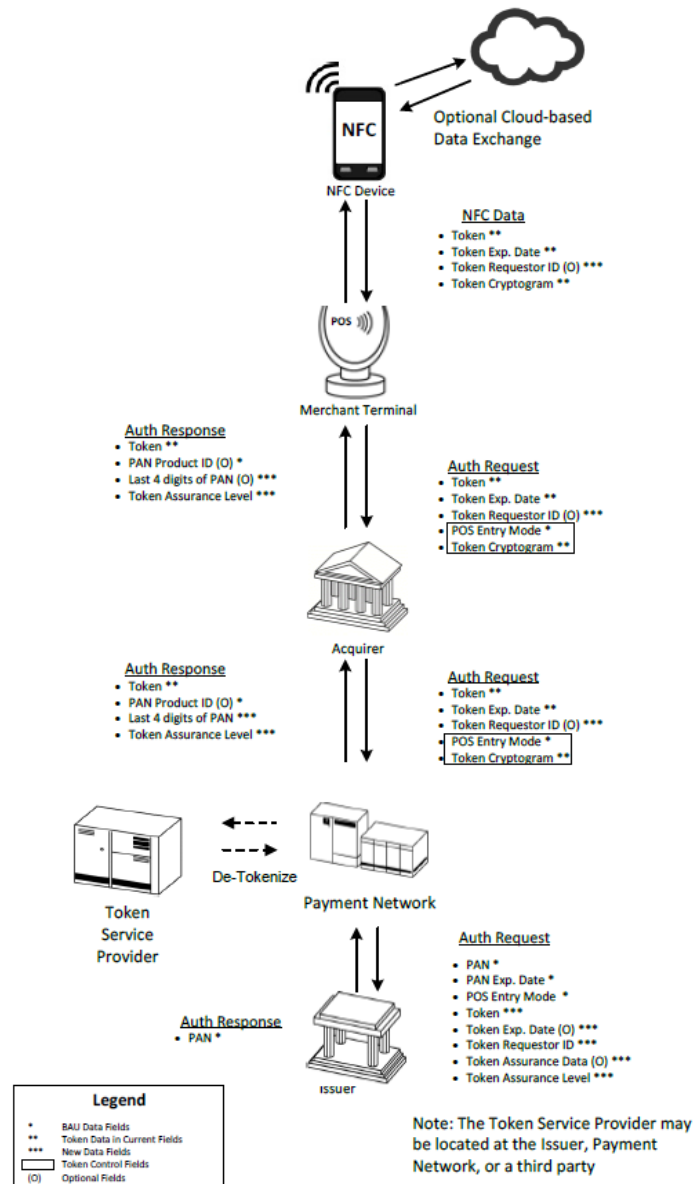 NFC
Optional Cloud-based
Data Exchange
NFC Device
NFC Data
• Token **
• Token Exp. Date **
• Token Requestor ID (O) ***
• Token Cryptogram **
POS
Merchant Terminal
Auth Response
• Token **
• PAN Product ID (O) *
• Last 4 digits of PAN (O) ***
• Token Assurance Level ***
Auth Request
• Token **
• Token Exp. Date **
• Token Requestor ID (O) ***
• POS Entry Mode *
• Token Cryptogram **
Acquirer
Auth Response
• Token **
• PAN Product ID (O) *
• Last 4 digits of PAN ***
• Token Assurance Level ***
Auth Request
• Token **
• Token Exp. Date **
• Token Requestor ID (O) ***
• POS Entry Mode *
• Token Cryptogram **
De-Tokenize
Token
Service
Provider
Payment Network
Auth Request
• PAN *
• PAN Exp. Date *
• POS Entry Mode *
• Token ***
• Token Exp. Date (O) ***
• Token Requestor ID ***
• Token Assurance Data (O) ***
• Token Assurance Level ***
Auth Response
• PAN *
Issuer
Legend
* BAU Data Fields
** Token Data in Current Fields
*** New Data Fields
Token Control Fields
(O) Optional Fields
Note: The Token Service Provider may
be located at the Issuer, Payment
Network, or a third party